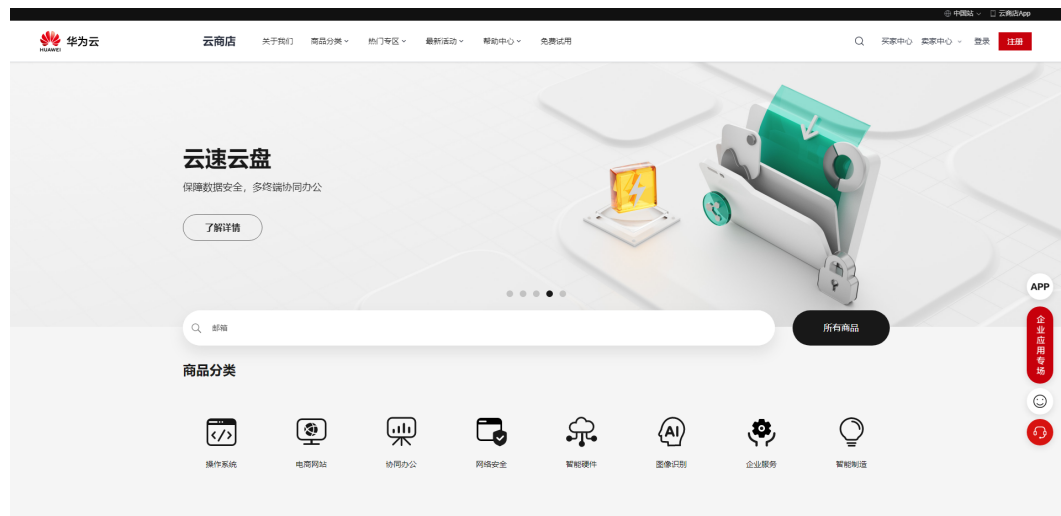 中国站 云商店App
HUAWEI 华为云 云商店 关于我们 商品分类 热门专区 最新活动 帮助中心 免费试用 买家中心 卖家中心 登录 注册
云速云盘
保障数据安全，多终端协同办公
了解详情
APP
企业应用专场
邮箱 所有商品
商品分类
AI
操作系统 电商网站 协同办公 网络安全 智能硬件 图像识别 企业服务 智能制造